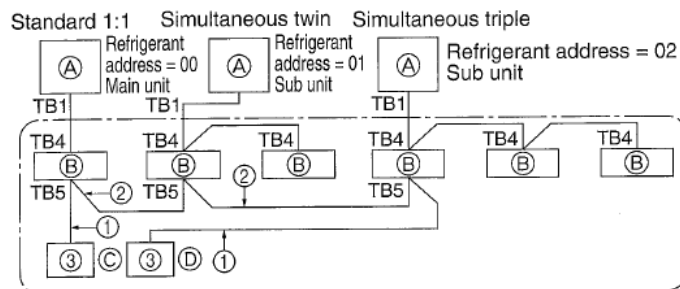 Standard 1:1 Simultaneous twin Simultaneous triple
Ⓐ Refrigerant address = 00 Main unit
Ⓐ Refrigerant address = 01 Sub unit
Ⓐ Refrigerant address = 02 Sub unit
TB1 TB1 TB1
TB4 TB4 TB4 TB4 TB4 TB4
Ⓑ Ⓑ Ⓑ Ⓑ Ⓑ Ⓑ
TB5 ② TB5 ② TB5
① ①
③ Ⓒ ③ Ⓓ